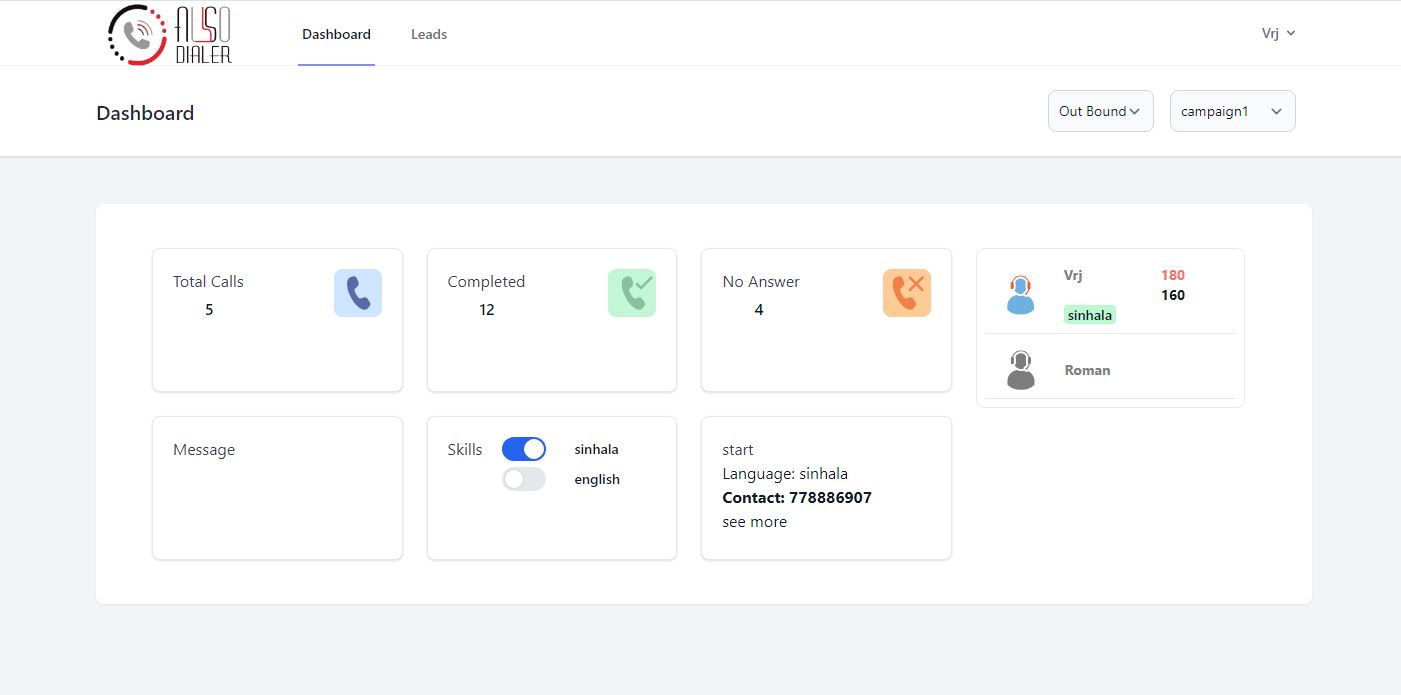 ALSO
DIALER
Dashboard
Leads
Vrj
Dashboard
Out Bound
campaign1
Total Calls
5
Completed
12
No Answer
4
Vrj
180
160
sinhala
Roman
Message
Skills
sinhala
english
start
Language: sinhala
Contact: 778886907
see more